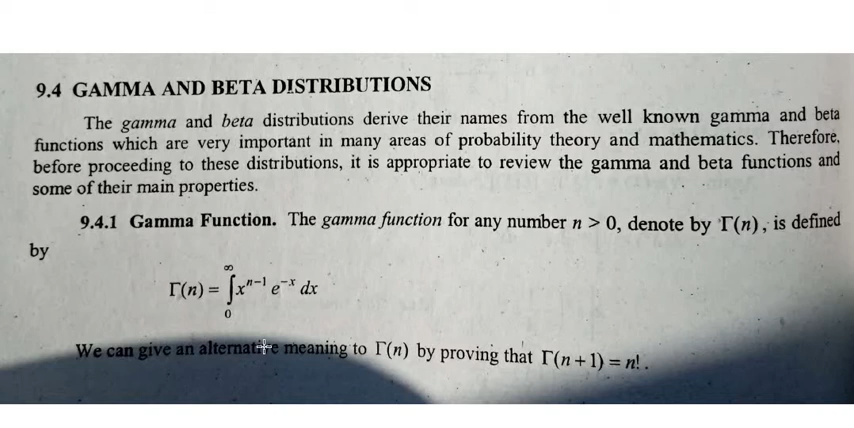 9.4 GAMMA AND BETA DISTRIBUTIONS
The gamma and beta distributions derive their names from the well known gamma and beta
functions which are very important in many areas of probability theory and mathematics. Therefore,
before proceeding to these distributions, it is appropriate to review the gamma and beta functions and
some of their main properties.
9.4.1 Gamma Function. The gamma function for any number n > 0, denote by Γ(n), is defined
by
Γ(n) = ∫₀^∞ xⁿ⁻¹ e⁻ˣ dx
We can give an alternative meaning to Γ(n) by proving that Γ(n + 1) = n!.